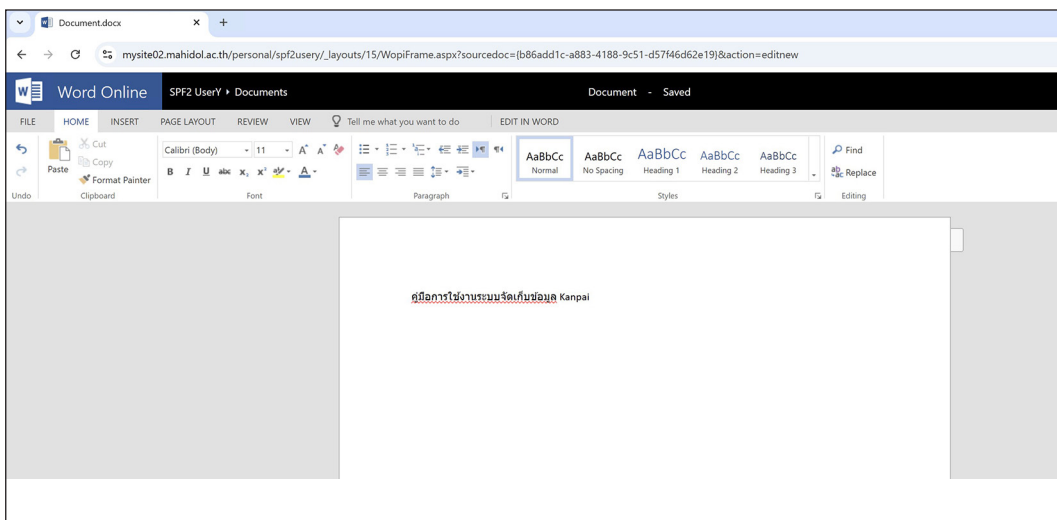 Document.docx
mysite02.mahidol.ac.th/personal/spf2usery/_layouts/15/WopiFrame.aspx?sourcedoc={b86add1c-a883-4188-9c51-d57f46d62e19}&action=editnew
Word Online SPF2 UserY Documents Document - Saved
FILE HOME INSERT PAGE LAYOUT REVIEW VIEW Tell me what you want to do EDIT IN WORD
Cut
Copy
Paste
Format Painter
Calibri (Body) 11
B I U abc x₂ x² aby A
AaBbCc AaBbCc AaBbCc AaBbCc AaBbCc
Normal No Spacing Heading 1 Heading 2 Heading 3
Find
Replace
Undo Clipboard Font Paragraph Styles Editing
คู่มือการใช้งานระบบจัดเก็บข้อมูล Kanpai